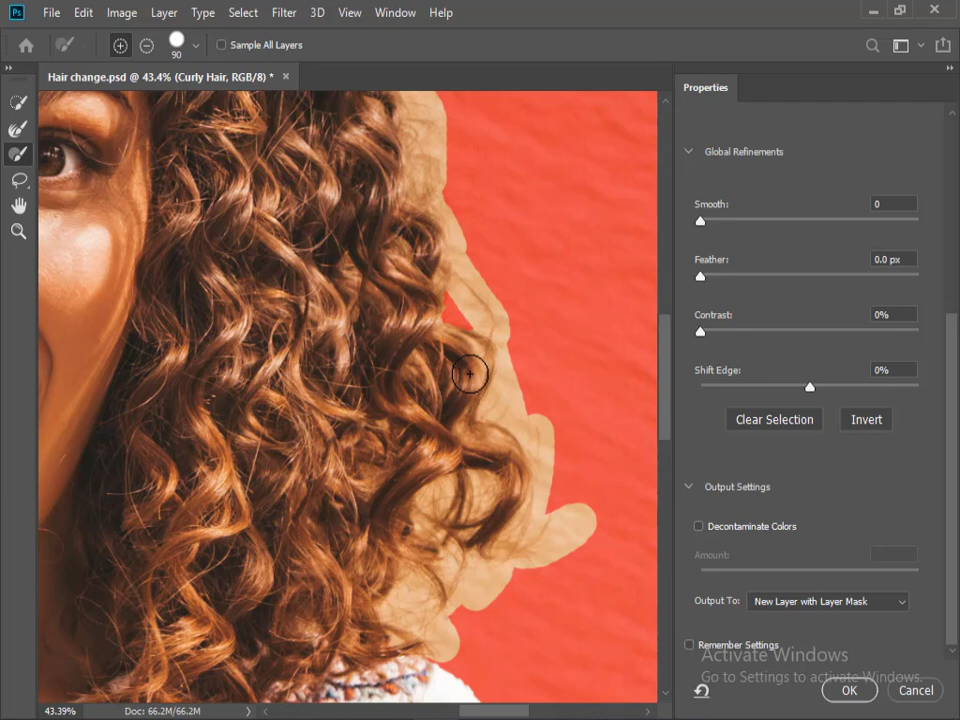 Ps File Edit Image Layer Type Select Filter 3D View Window Help
90 Sample All Layers
Hair change.psd @ 43.4% (Curly Hair, RGB/8) * ×
Properties
Global Refinements
Smooth: 0
Feather: 0.0 px
Contrast: 0%
Shift Edge: 0%
Clear Selection Invert
Output Settings
Decontaminate Colors
Amount:
Output To: New Layer with Layer Mask
Remember Settings
Activate Windows
Go to Settings to activate Windows.
OK Cancel
43.39% Doc: 66.2M/66.2M